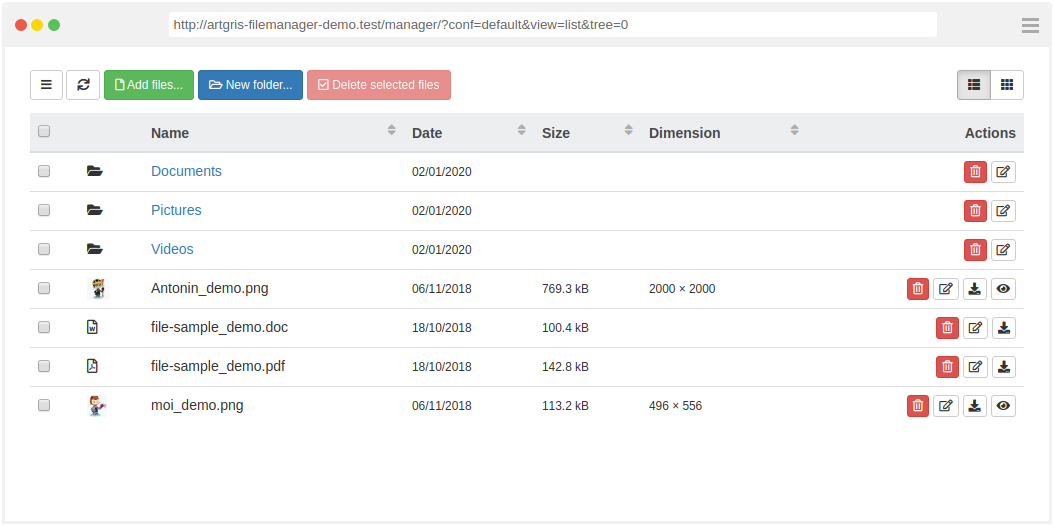 http://artgris-filemanager-demo.test/manager/?conf=default&view=list&tree=0
Add files... New folder... Delete selected files
Name Date Size Dimension Actions
Documents 02/01/2020
Pictures 02/01/2020
Videos 02/01/2020
Antonin_demo.png 06/11/2018 769.3 kB 2000 × 2000
file-sample_demo.doc 18/10/2018 100.4 kB
file-sample_demo.pdf 18/10/2018 142.8 kB
moi_demo.png 06/11/2018 113.2 kB 496 × 556